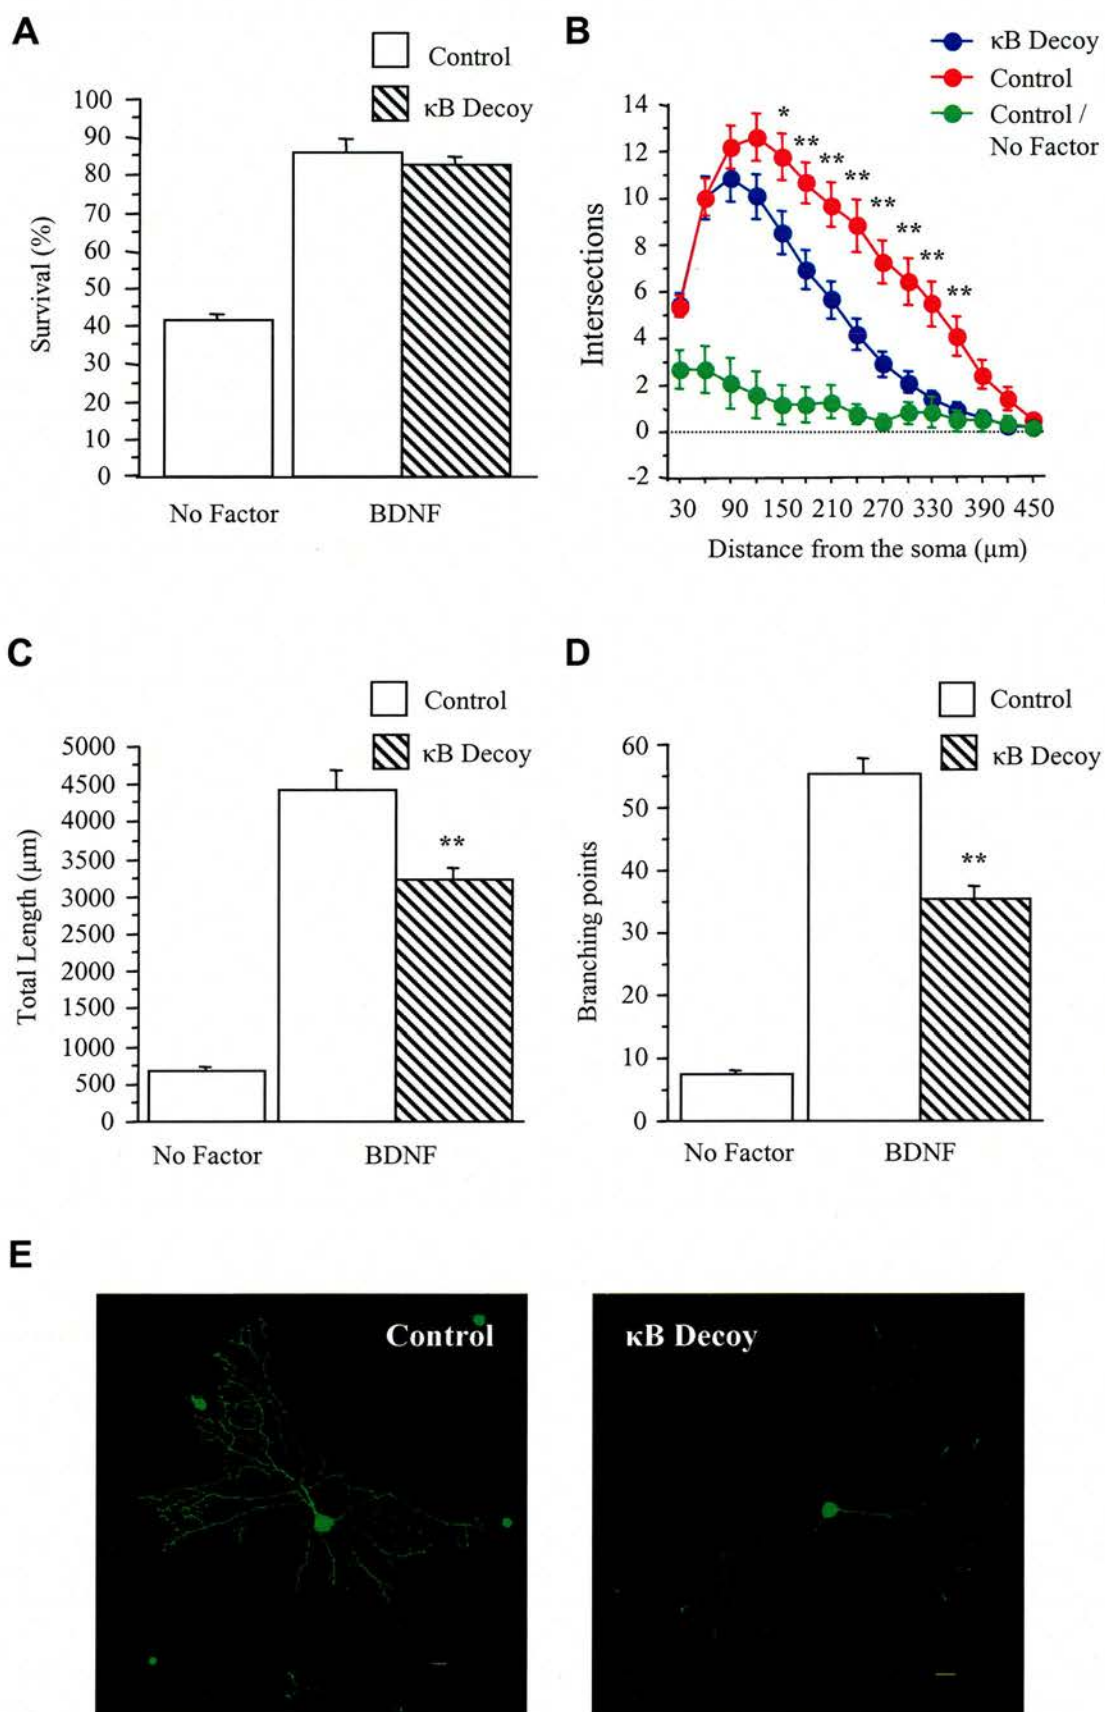 A
Control
κB Decoy
100
90
80
70
60
50
40
30
20
10
0
Survival (%)
No Factor
BDNF
B
κB Decoy
Control
Control /
No Factor
14
12
10
8
6
4
2
0
-2
Intersections
*
**
**
**
**
**
**
**
30 90 150 210 270 330 390 450
Distance from the soma (μm)
C
Control
κB Decoy
5000
4500
4000
3500
3000
2500
2000
1500
1000
500
0
Total Length (μm)
**
No Factor
BDNF
D
Control
κB Decoy
60
50
40
30
20
10
0
Branching points
**
No Factor
BDNF
E
Control
κB Decoy